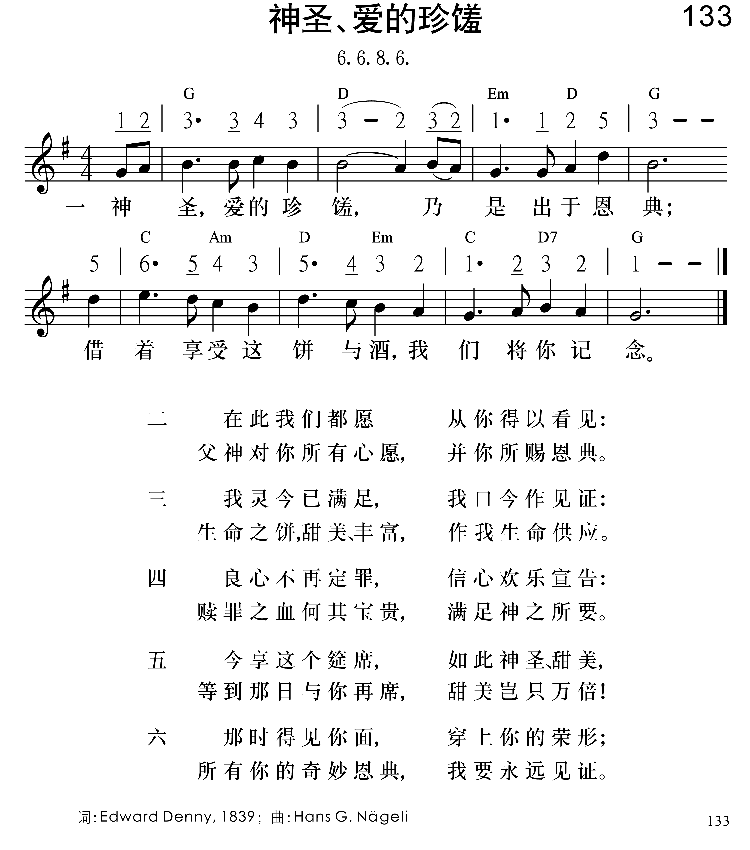 神圣、爱的珍馐 133
6.6.8.6.
G D Em D G
1 2 | 3• 3 4 3 | 3 – 2 3 2 | 1• 1 2 5 | 3 – –
4 4
一 神 圣, 爱 的 珍 馐, 乃 是 出 于 恩 典;
C Am D Em C D7 G
5 | 6• 5 4 3 | 5• 4 3 2 | 1• 2 3 2 | 1 – –
借 着 享 受 这 饼 与 酒, 我 们 将 你 记 念。
二 在此我们都愿 从你得以看见:
父神对你所有心愿, 并你所赐恩典。
三 我灵今已满足, 我口今作见证:
生命之饼,甜美、丰富, 作我生命供应。
四 良心不再定罪, 信心欢乐宣告:
赎罪之血何其宝贵, 满足神之所要。
五 今享这个筵席, 如此神圣、甜美,
等到那日与你再席, 甜美岂只万倍!
六 那时得见你面, 穿上你的荣形;
所有你的奇妙恩典, 我要永远见证。
词:Edward Denny, 1839; 曲:Hans G. Nägeli 133